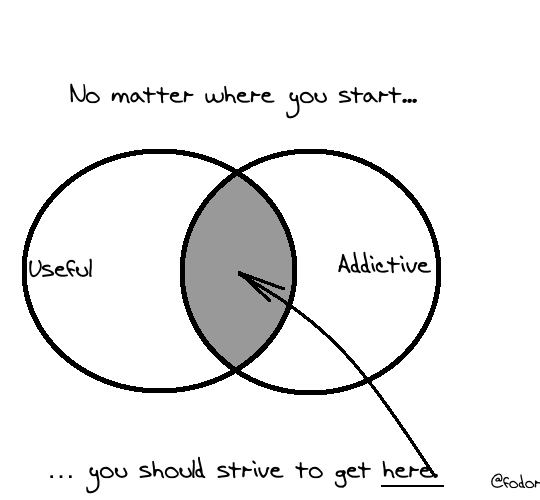 No matter where you start...
Useful
Addictive
... you should strive to get here.
@fodor